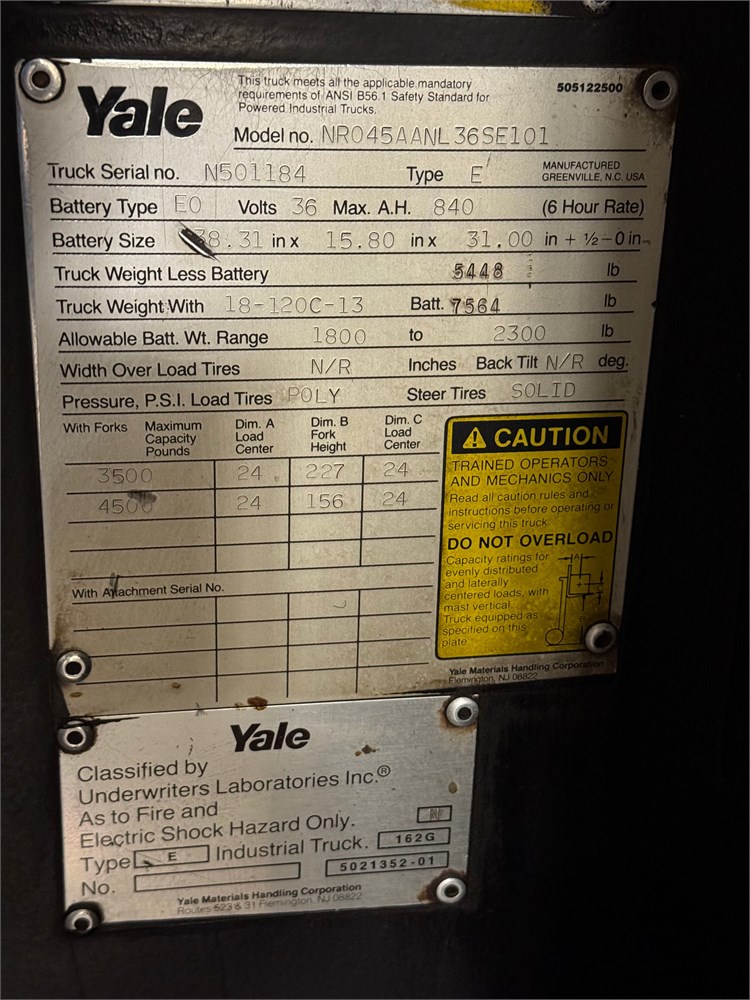 Yale
This truck meets all the applicable mandatory
requirements of ANSI B56.1 Safety Standard for
Powered Industrial Trucks.
505122500
Model no. NR045AANL36SE101
Truck Serial no. N501184 Type E
MANUFACTURED
GREENVILLE, N.C. USA
Battery Type EO Volts 36 Max. A.H. 840 (6 Hour Rate)
Battery Size 38.31 in x 15.80 in x 31.00 in + ½–0 in.
Truck Weight Less Battery 5448 lb
Truck Weight With 18-120C-13 Batt. 7564 lb
Allowable Batt. Wt. Range 1800 to 2300 lb
Width Over Load Tires N/R Inches Back Tilt N/R deg.
Pressure, P.S.I. Load Tires POLY Steer Tires SOLID
With Forks Maximum Capacity Pounds Dim. A Load Center Dim. B Fork Height Dim. C Load Center
3500 24 227 24
4500 24 156 24
With Attachment Serial No.
CAUTION
TRAINED OPERATORS
AND MECHANICS ONLY
Read all caution rules and
instructions before operating or
servicing this truck.
DO NOT OVERLOAD
Capacity ratings for
evenly distributed
and laterally
centered loads, with
mast vertical.
Truck equipped as
specified on this
plate.
A
Yale Materials Handling Corporation
Flemington, NJ 08822
Yale
Classified by
Underwriters Laboratories Inc.®
As to Fire and
Electric Shock Hazard Only.
Type E Industrial Truck. 162G
No. 5021352-01
Yale Materials Handling Corporation
Routes 523 & 31 Flemington, NJ 08822